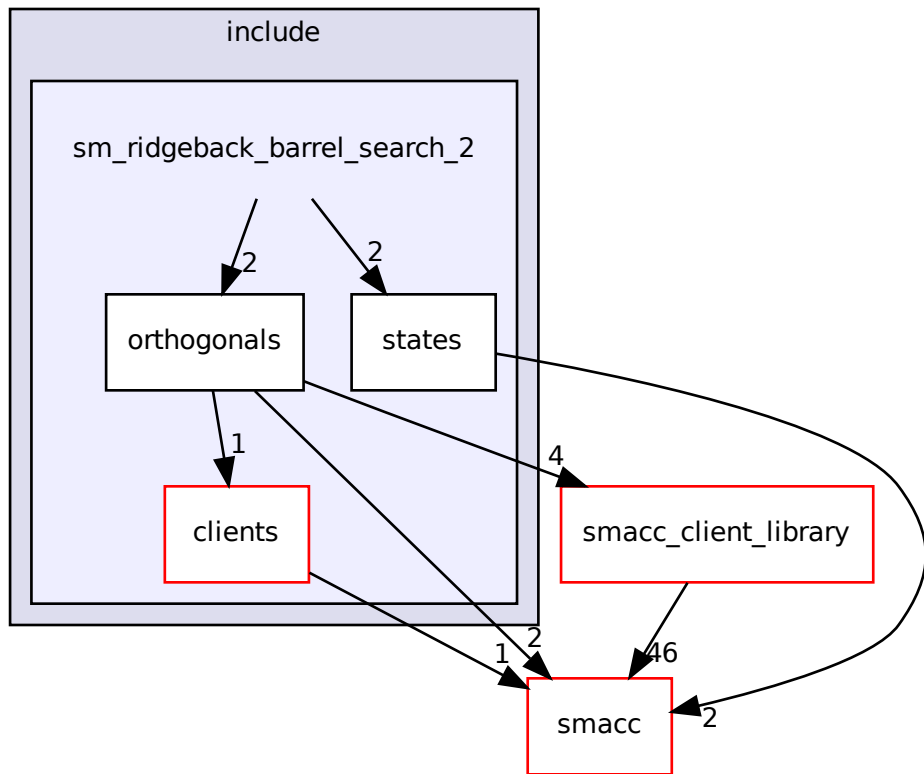 include
sm_ridgeback_barrel_search_2
2
2
orthogonals
states
1
4
clients
smacc_client_library
1
2
46
2
smacc